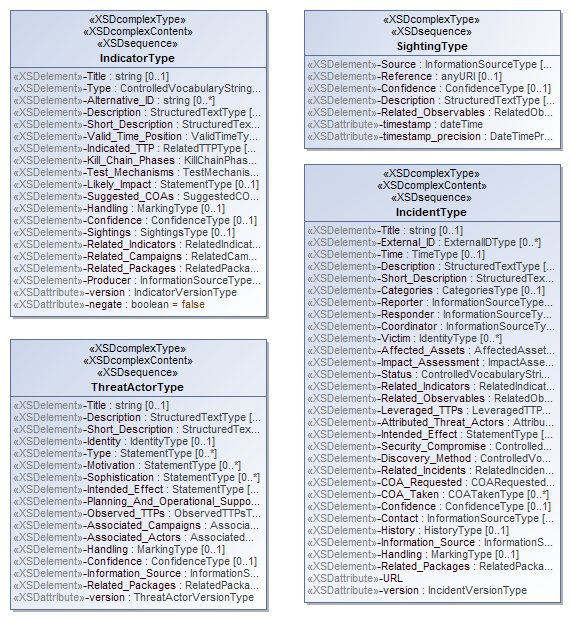 «XSDcomplexType»
«XSDcomplexContent»
«XSDsequence»
IndicatorType
«XSDelement»-Title : string [0..1]
«XSDelement»-Type : ControlledVocabularyString...
«XSDelement»-Alternative_ID : string [0..*]
«XSDelement»-Description : StructuredTextType [...
«XSDelement»-Short_Description : StructuredTex...
«XSDelement»-Valid_Time_Position : ValidTimeTy...
«XSDelement»-Indicated_TTP : RelatedTTPType...
«XSDelement»-Kill_Chain_Phases : KillChainPhas...
«XSDelement»-Test_Mechanisms : TestMechanis...
«XSDelement»-Likely_Impact : StatementType [0..1]
«XSDelement»-Suggested_COAs : SuggestedCO...
«XSDelement»-Handling : MarkingType [0..1]
«XSDelement»-Confidence : ConfidenceType [0..1]
«XSDelement»-Sightings : SightingsType [0..1]
«XSDelement»-Related_Indicators : RelatedIndicat...
«XSDelement»-Related_Campaigns : RelatedCam...
«XSDelement»-Related_Packages : RelatedPacka...
«XSDelement»-Producer : InformationSourceType...
«XSDattribute»-version : IndicatorVersionType
«XSDattribute»-negate : boolean = false
«XSDcomplexType»
«XSDcomplexContent»
«XSDsequence»
ThreatActorType
«XSDelement»-Title : string [0..1]
«XSDelement»-Description : StructuredTextType [...
«XSDelement»-Short_Description : StructuredTex...
«XSDelement»-Identity : IdentityType [0..1]
«XSDelement»-Type : StatementType [0..*]
«XSDelement»-Motivation : StatementType [0..*]
«XSDelement»-Sophistication : StatementType [0..*]
«XSDelement»-Intended_Effect : StatementType [...
«XSDelement»-Planning_And_Operational_Suppo...
«XSDelement»-Observed_TTPs : ObservedTTPsT...
«XSDelement»-Associated_Campaigns : Associa...
«XSDelement»-Associated_Actors : Associated...
«XSDelement»-Handling : MarkingType [0..1]
«XSDelement»-Confidence : ConfidenceType [0..1]
«XSDelement»-Information_Source : InformationS...
«XSDelement»-Related_Packages : RelatedPacka...
«XSDattribute»-version : ThreatActorVersionType
«XSDcomplexType»
«XSDsequence»
SightingType
«XSDelement»-Source : InformationSourceType [...
«XSDelement»-Reference : anyURI [0..1]
«XSDelement»-Confidence : ConfidenceType [0..1]
«XSDelement»-Description : StructuredTextType [...
«XSDelement»-Related_Observables : RelatedOb...
«XSDattribute»-timestamp : dateTime
«XSDattribute»-timestamp_precision : DateTimePr...
«XSDcomplexType»
«XSDcomplexContent»
«XSDsequence»
IncidentType
«XSDelement»-Title : string [0..1]
«XSDelement»-External_ID : ExternalIDType [0..*]
«XSDelement»-Time : TimeType [0..1]
«XSDelement»-Description : StructuredTextType [...
«XSDelement»-Short_Description : StructuredTex...
«XSDelement»-Categories : CategoriesType [0..1]
«XSDelement»-Reporter : InformationSourceType...
«XSDelement»-Responder : InformationSourceTy...
«XSDelement»-Coordinator : InformationSourceTy...
«XSDelement»-Victim : IdentityType [0..*]
«XSDelement»-Affected_Assets : AffectedAsset...
«XSDelement»-Impact_Assessment : ImpactAsse...
«XSDelement»-Status : ControlledVocabularyStri...
«XSDelement»-Related_Indicators : RelatedIndicat...
«XSDelement»-Related_Observables : RelatedOb...
«XSDelement»-Leveraged_TTPs : LeveragedTTP...
«XSDelement»-Attributed_Threat_Actors : Attribu...
«XSDelement»-Intended_Effect : StatementType [...
«XSDelement»-Security_Compromise : Controlled...
«XSDelement»-Discovery_Method : ControlledVo...
«XSDelement»-Related_Incidents : RelatedInciden...
«XSDelement»-COA_Requested : COARequested...
«XSDelement»-COA_Taken : COATakenType [0..*]
«XSDelement»-Confidence : ConfidenceType [0..1]
«XSDelement»-Contact : InformationSourceType [...
«XSDelement»-History : HistoryType [0..1]
«XSDelement»-Information_Source : InformationS...
«XSDelement»-Handling : MarkingType [0..1]
«XSDelement»-Related_Packages : RelatedPacka...
«XSDattribute»-URL
«XSDattribute»-version : IncidentVersionType